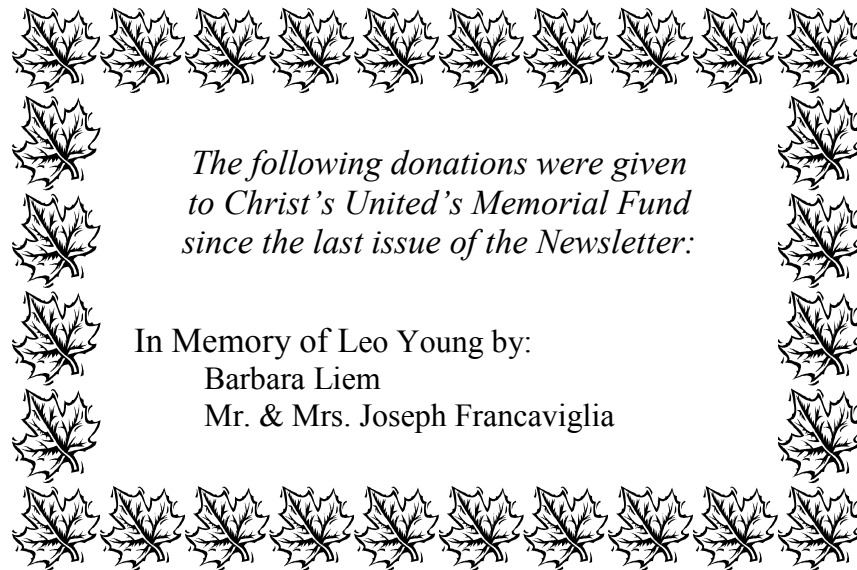 The following donations were given
to Christ’s United’s Memorial Fund
since the last issue of the Newsletter:
In Memory of Leo Young by:
Barbara Liem
Mr. & Mrs. Joseph Francaviglia